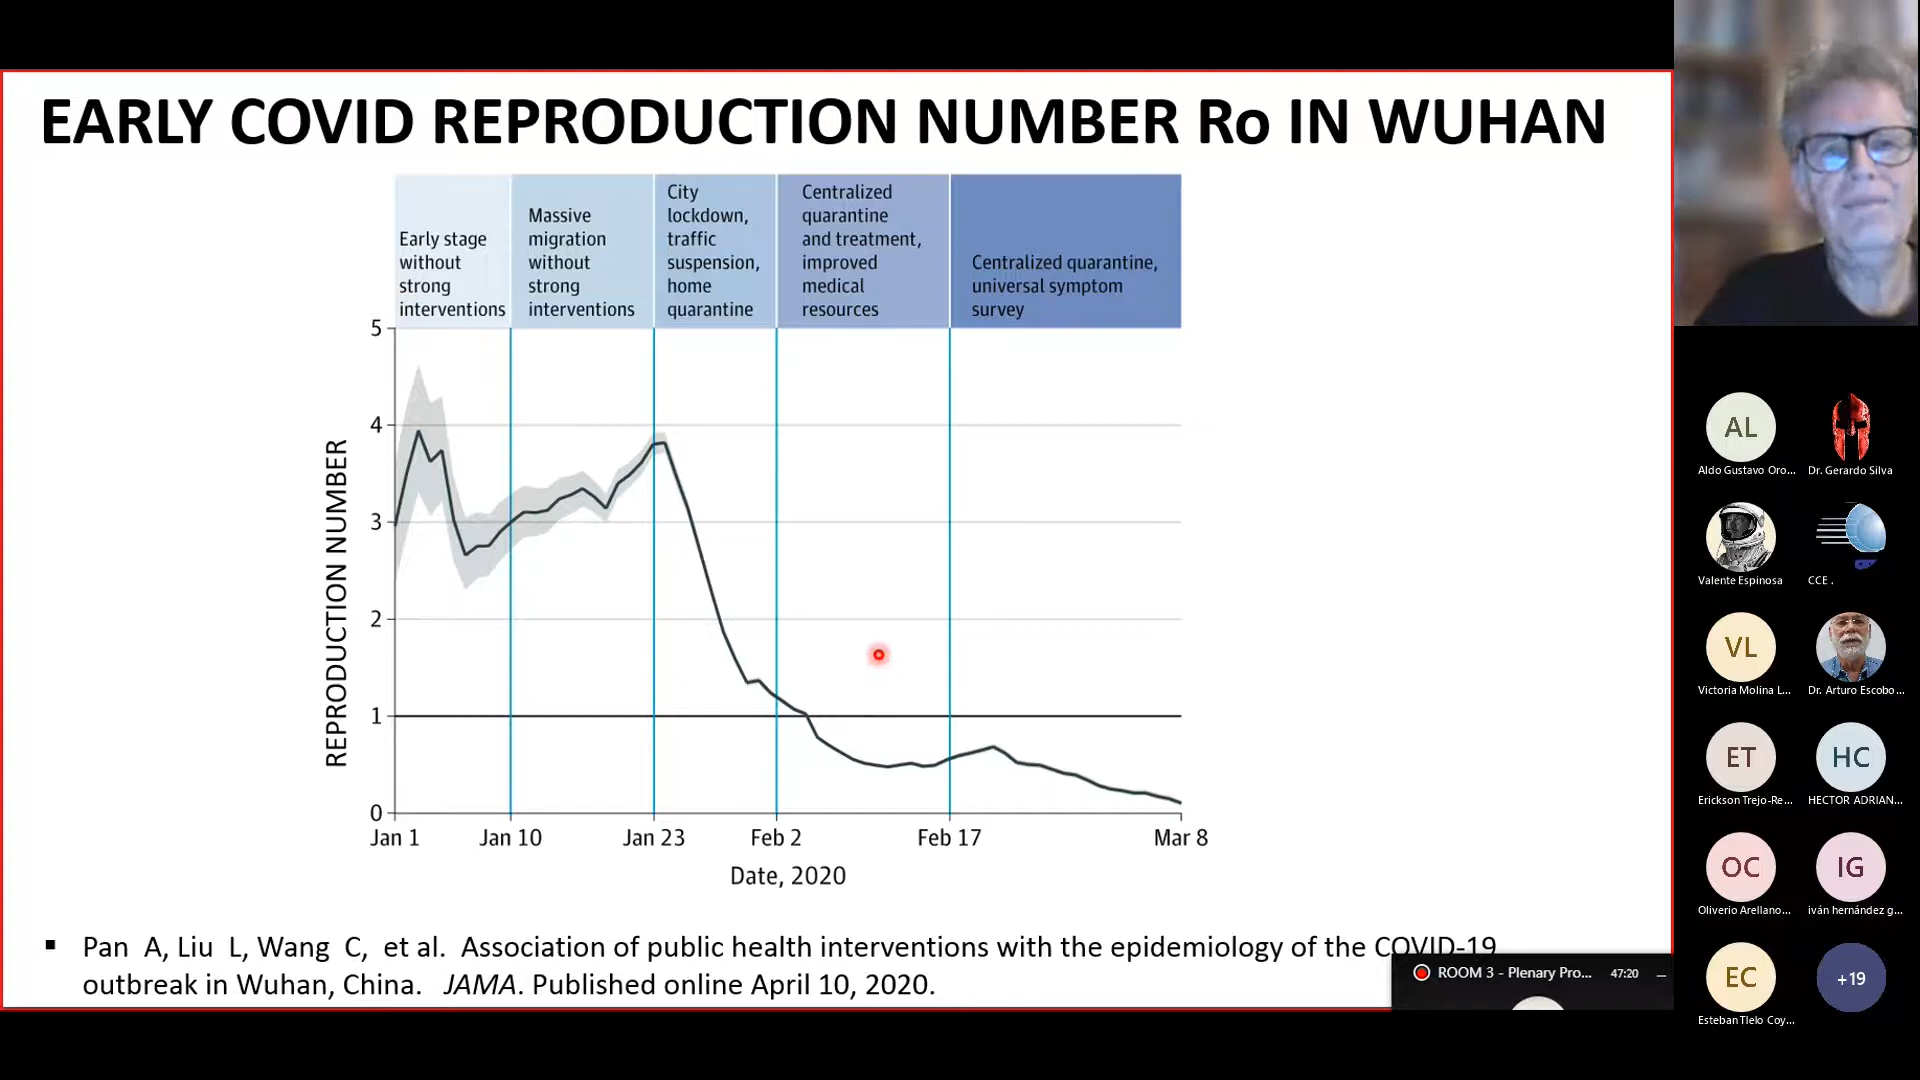 EARLY COVID REPRODUCTION NUMBER Ro IN WUHAN
Early stage
without
strong
interventions
Massive
migration
without
strong
interventions
City
lockdown,
traffic
suspension,
home
quarantine
Centralized
quarantine
and treatment,
improved
medical
resources
Centralized quarantine,
universal symptom
survey
REPRODUCTION NUMBER
5
4
3
2
1
0
Jan 1
Jan 10
Jan 23
Feb 2
Feb 17
Mar 8
Date, 2020
▪ Pan A, Liu L, Wang C, et al. Association of public health interventions with the epidemiology of the COVID-19
outbreak in Wuhan, China. JAMA. Published online April 10, 2020.
ROOM 3 - Plenary Pro... 47:20
AL
Aldo Gustavo Oro...
Dr. Gerardo Silva
Valente Espinosa
CCE .
VL
Victoria Molina L...
Dr. Arturo Escobo...
ET
Erickson Trejo-Re...
HC
HECTOR ADRIAN...
OC
Oliverio Arellano...
IG
iván hernández g...
EC
Esteban Tlelo Coy...
+19